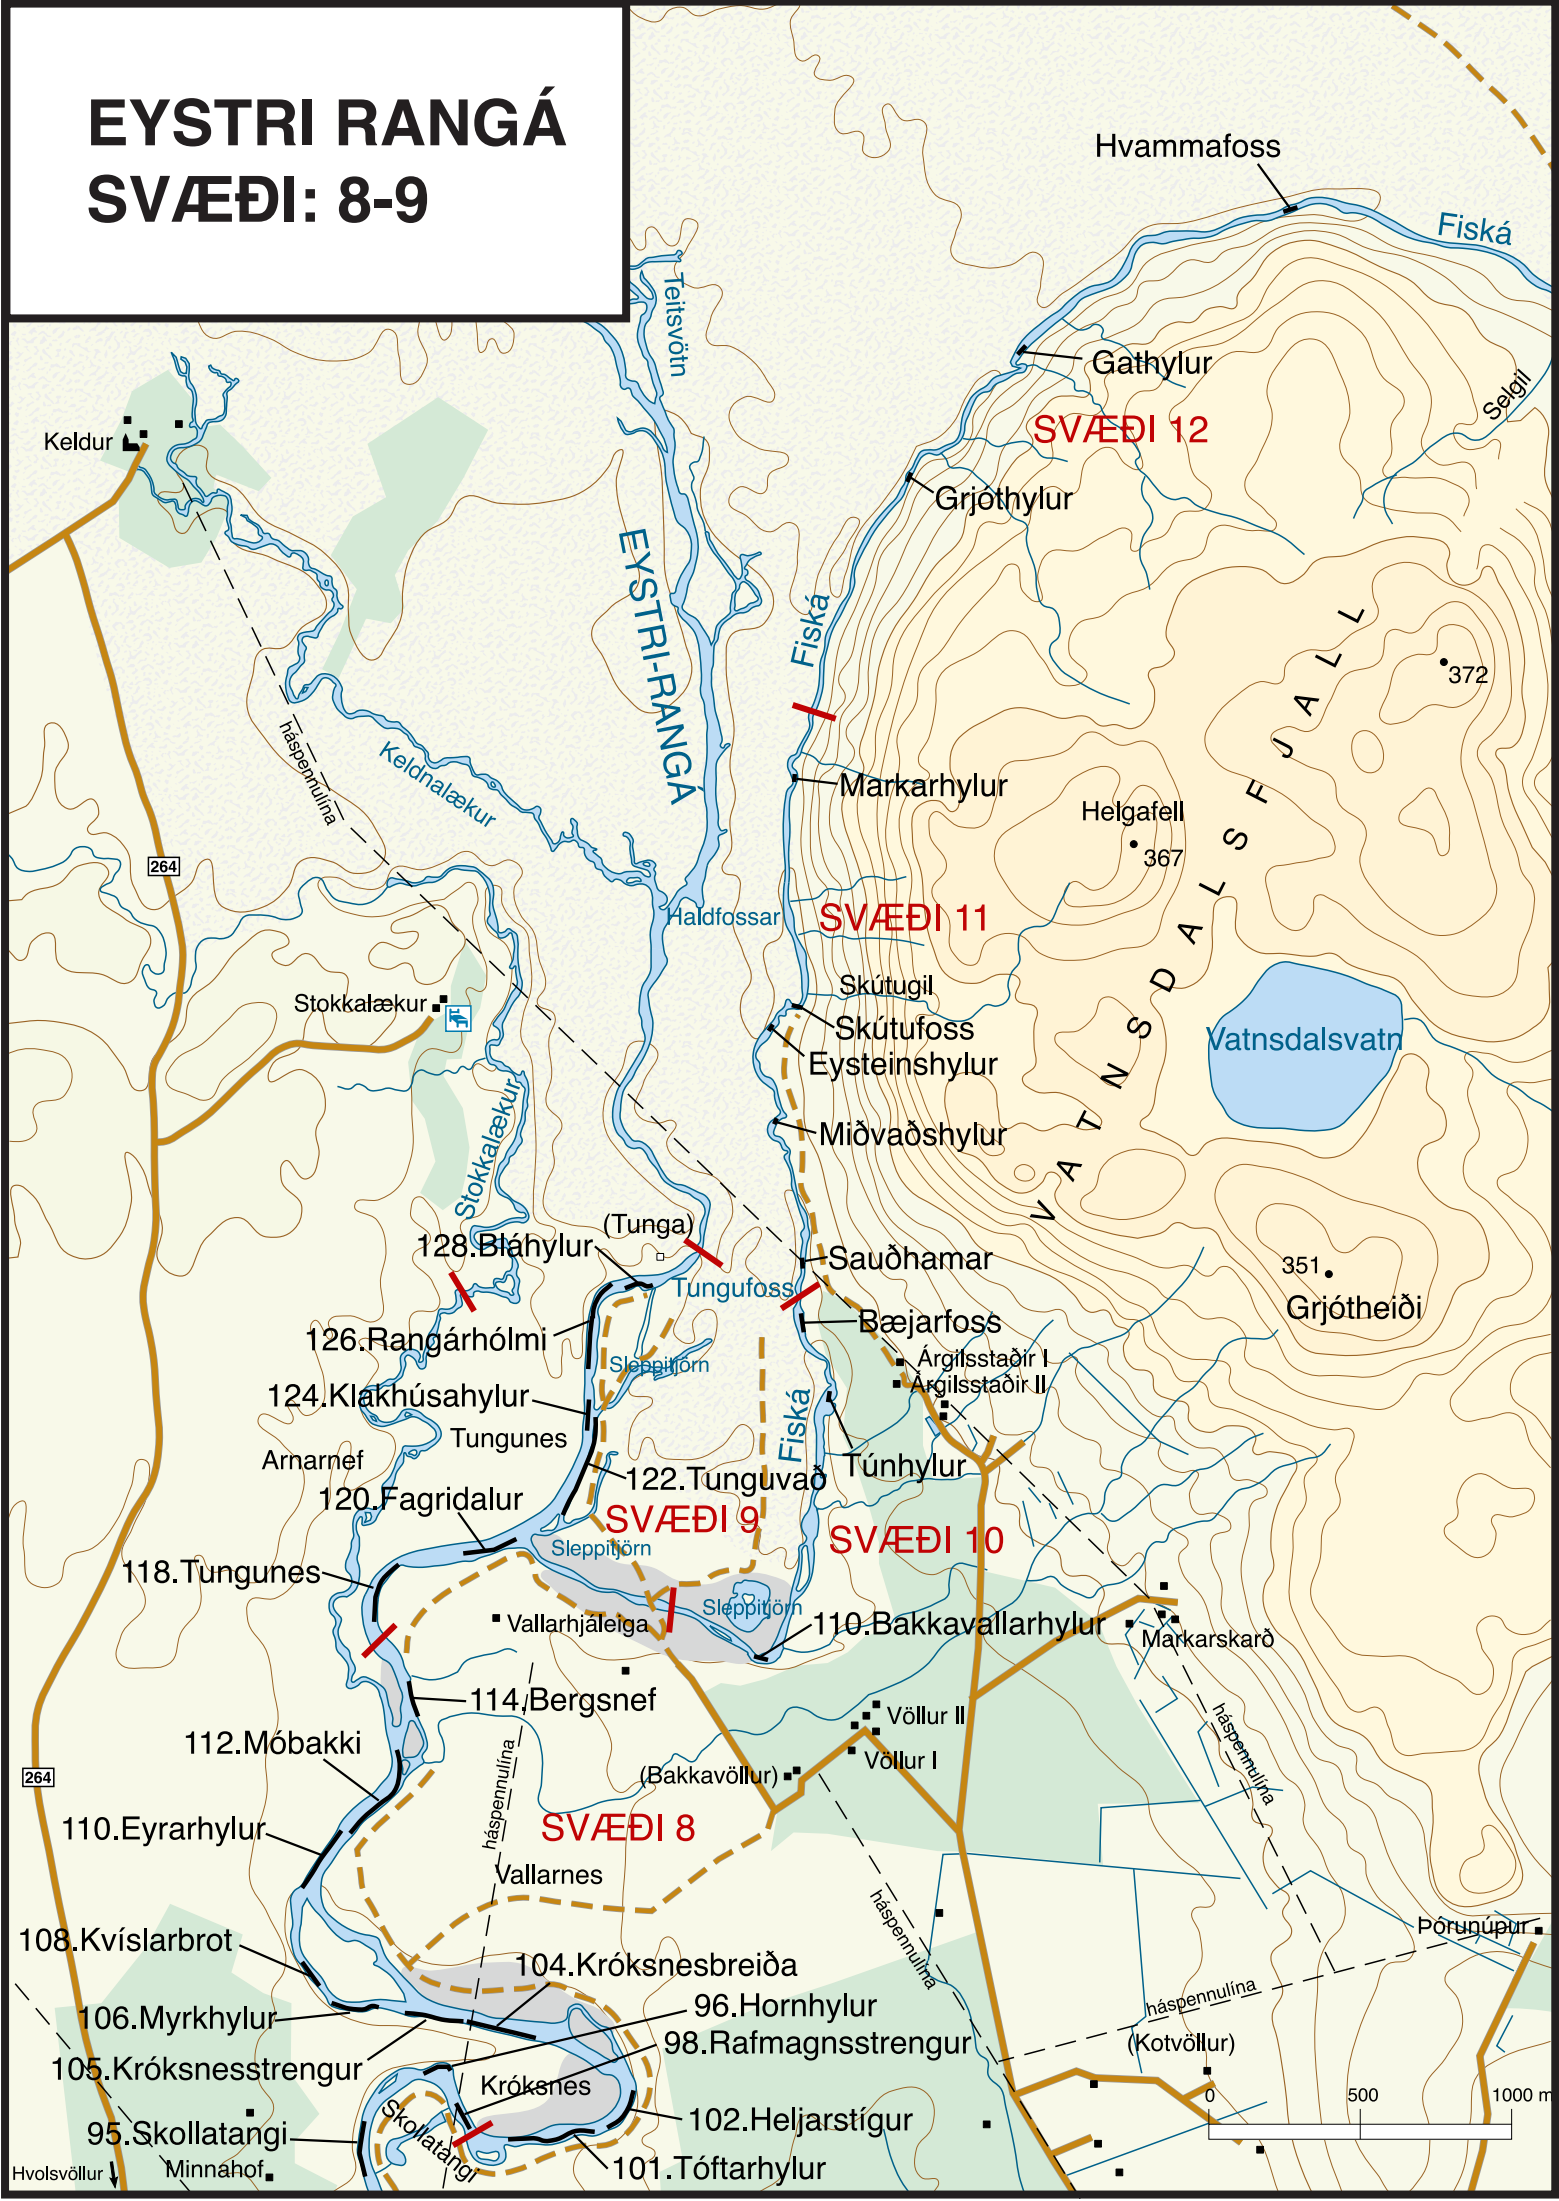 EYSTRI RANGÁ
SVÆÐI: 8-9
Hvammafoss
Fiská
Teitsvötn
Gathylur
Selgil
SVÆÐI 12
Keldur
Grjóthylur
EYSTRI-RANGÁ
Fiská
372
háspennulína
Keldnalækur
Markarhylur
Helgafell
367
VATNSDALSFJALL
264
Haldfossar
SVÆÐI 11
Skútugil
Stokkalækur
Skútufoss
Vatnsdalsvatn
Eysteinshylur
Stokkalækur
Miðvaðshylur
(Tunga)
128.Bláhylur
Sauðhamar
351
Tungufoss
Grjótheiði
126.Rangárhólmi
Bæjarfoss
Árgilsstaðir I
Sleppitjörn
Árgilsstaðir II
124.Klakhúsahylur
Fiská
Tungunes
Arnarnef
Túnhylur
122.Tunguvað
120.Fagridalur
SVÆÐI 9
SVÆÐI 10
Sleppitjörn
118.Tungunes
Sleppitjörn
Vallarhjáleiga
110.Bakkavallarhylur
Markarskarð
114.Bergsnef
Völlur II
háspennulína
112.Móbakki
háspennulína
Völlur I
264
(Bakkavöllur)
110.Eyrarhylur
SVÆÐI 8
Vallarnes
háspennulína
Þórunúpur
108.Kvíslarbrot
104.Króksnesbreiða
háspennulína
96.Hornhylur
106.Myrkhylur
98.Rafmagnsstrengur
(Kotvöllur)
105.Króksnesstrengur
Króksnes
0 500 1000 m
Skollatangi
102.Heljarstígur
95.Skollatangi
Minnahof
101.Tóftarhylur
Hvolsvöllur